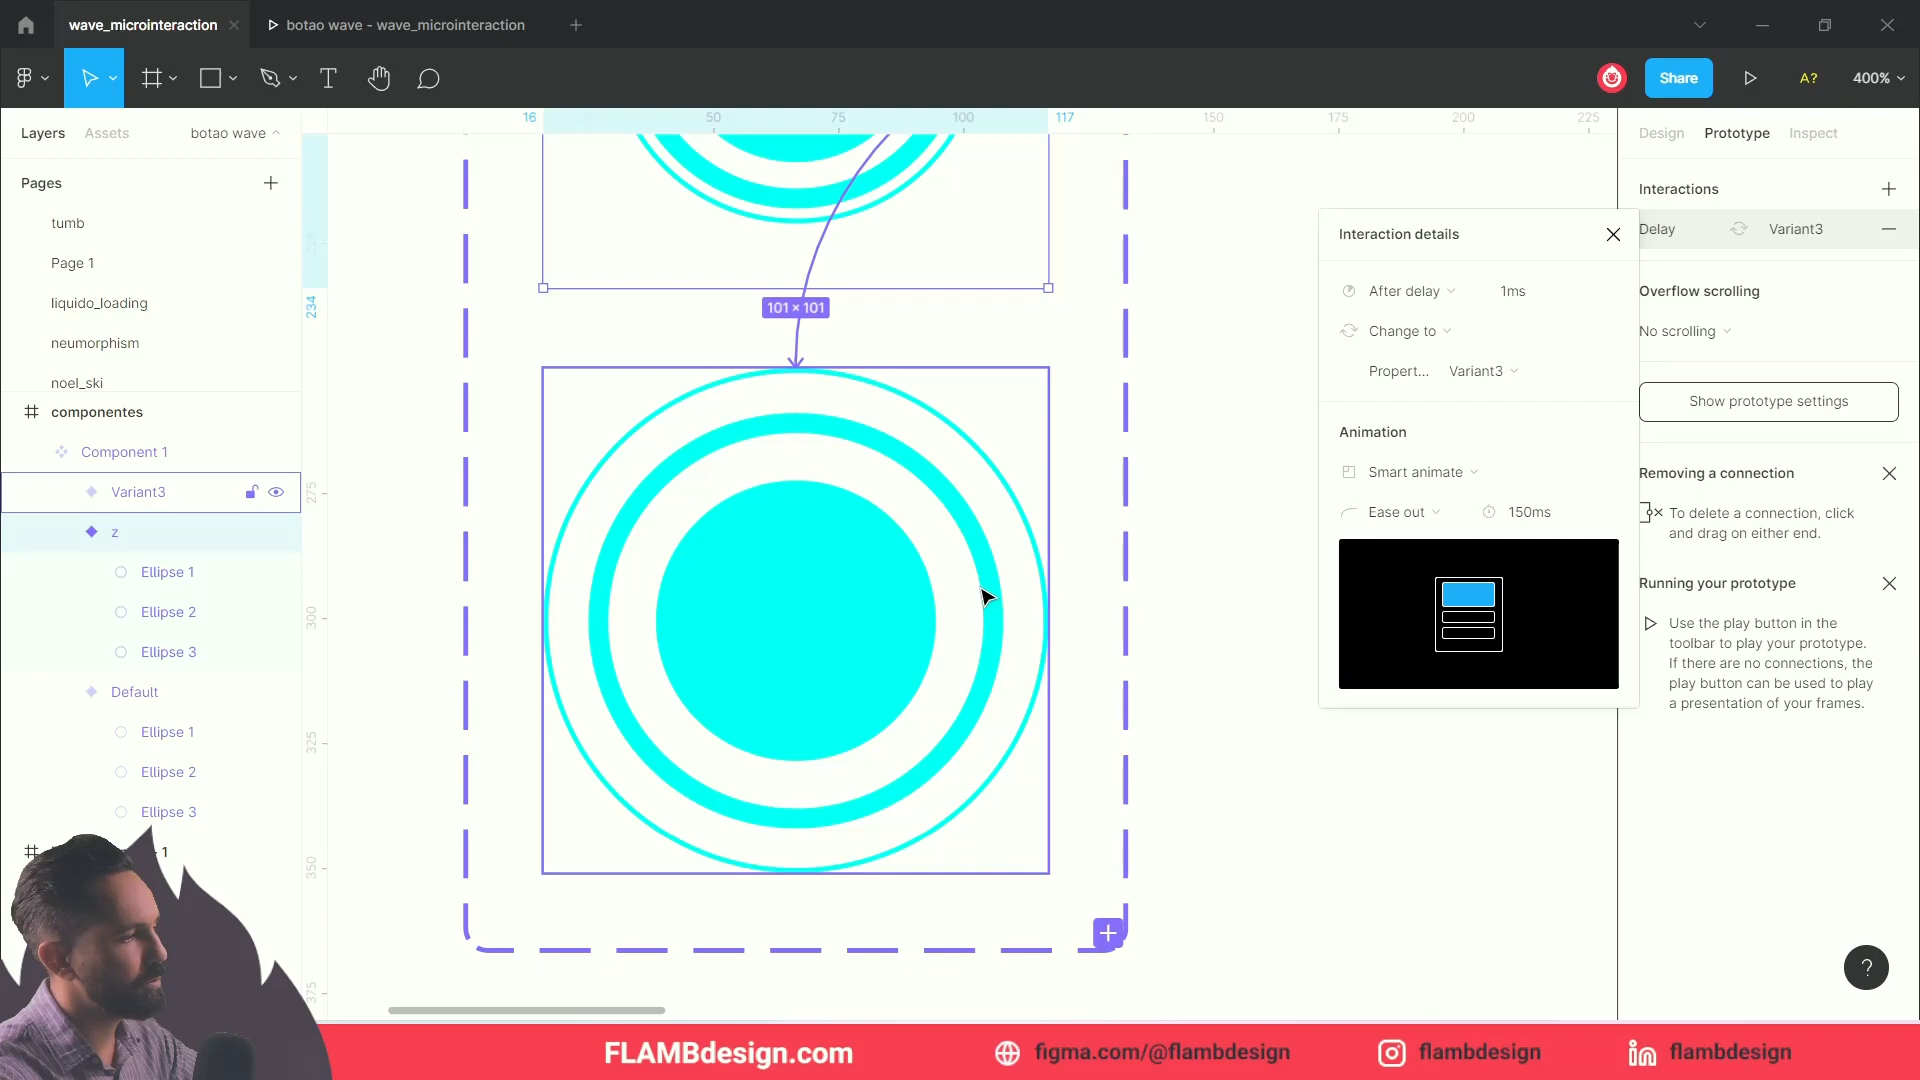 wave_microinteraction
botao wave - wave_microinteraction
Share
A?
400%
Layers
Assets
botao wave
Pages
tumb
Page 1
liquido_loading
neumorphism
noel_ski
componentes
Component 1
Variant3
z
Ellipse 1
Ellipse 2
Ellipse 3
Default
Ellipse 1
Ellipse 2
Ellipse 3
1
16
50
75
100
117
150
175
200
225
234
275
300
325
350
375
101 × 101
Interaction details
After delay
1ms
Change to
Propert...
Variant3
Animation
Smart animate
Ease out
150ms
Design
Prototype
Inspect
Interactions
Delay
Variant3
Overflow scrolling
No scrolling
Show prototype settings
Removing a connection
To delete a connection, click
and drag on either end.
Running your prototype
Use the play button in the
toolbar to play your prototype.
If there are no connections, the
play button can be used to play
a presentation of your frames.
?
FLAMBdesign.com
figma.com/@flambdesign
flambdesign
flambdesign